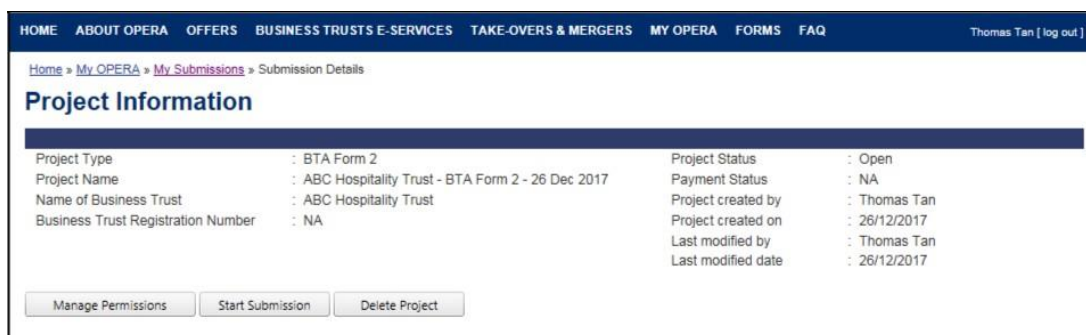 HOME ABOUT OPERA OFFERS BUSINESS TRUSTS E-SERVICES TAKE-OVERS & MERGERS MY OPERA FORMS FAQ Thomas Tan [ log out ]
Home » My OPERA » My Submissions » Submission Details
Project Information
Project Type : BTA Form 2 Project Status : Open
Project Name : ABC Hospitality Trust - BTA Form 2 - 26 Dec 2017 Payment Status : NA
Name of Business Trust : ABC Hospitality Trust Project created by : Thomas Tan
Business Trust Registration Number : NA Project created on : 26/12/2017
Last modified by : Thomas Tan
Last modified date : 26/12/2017
Manage Permissions Start Submission Delete Project